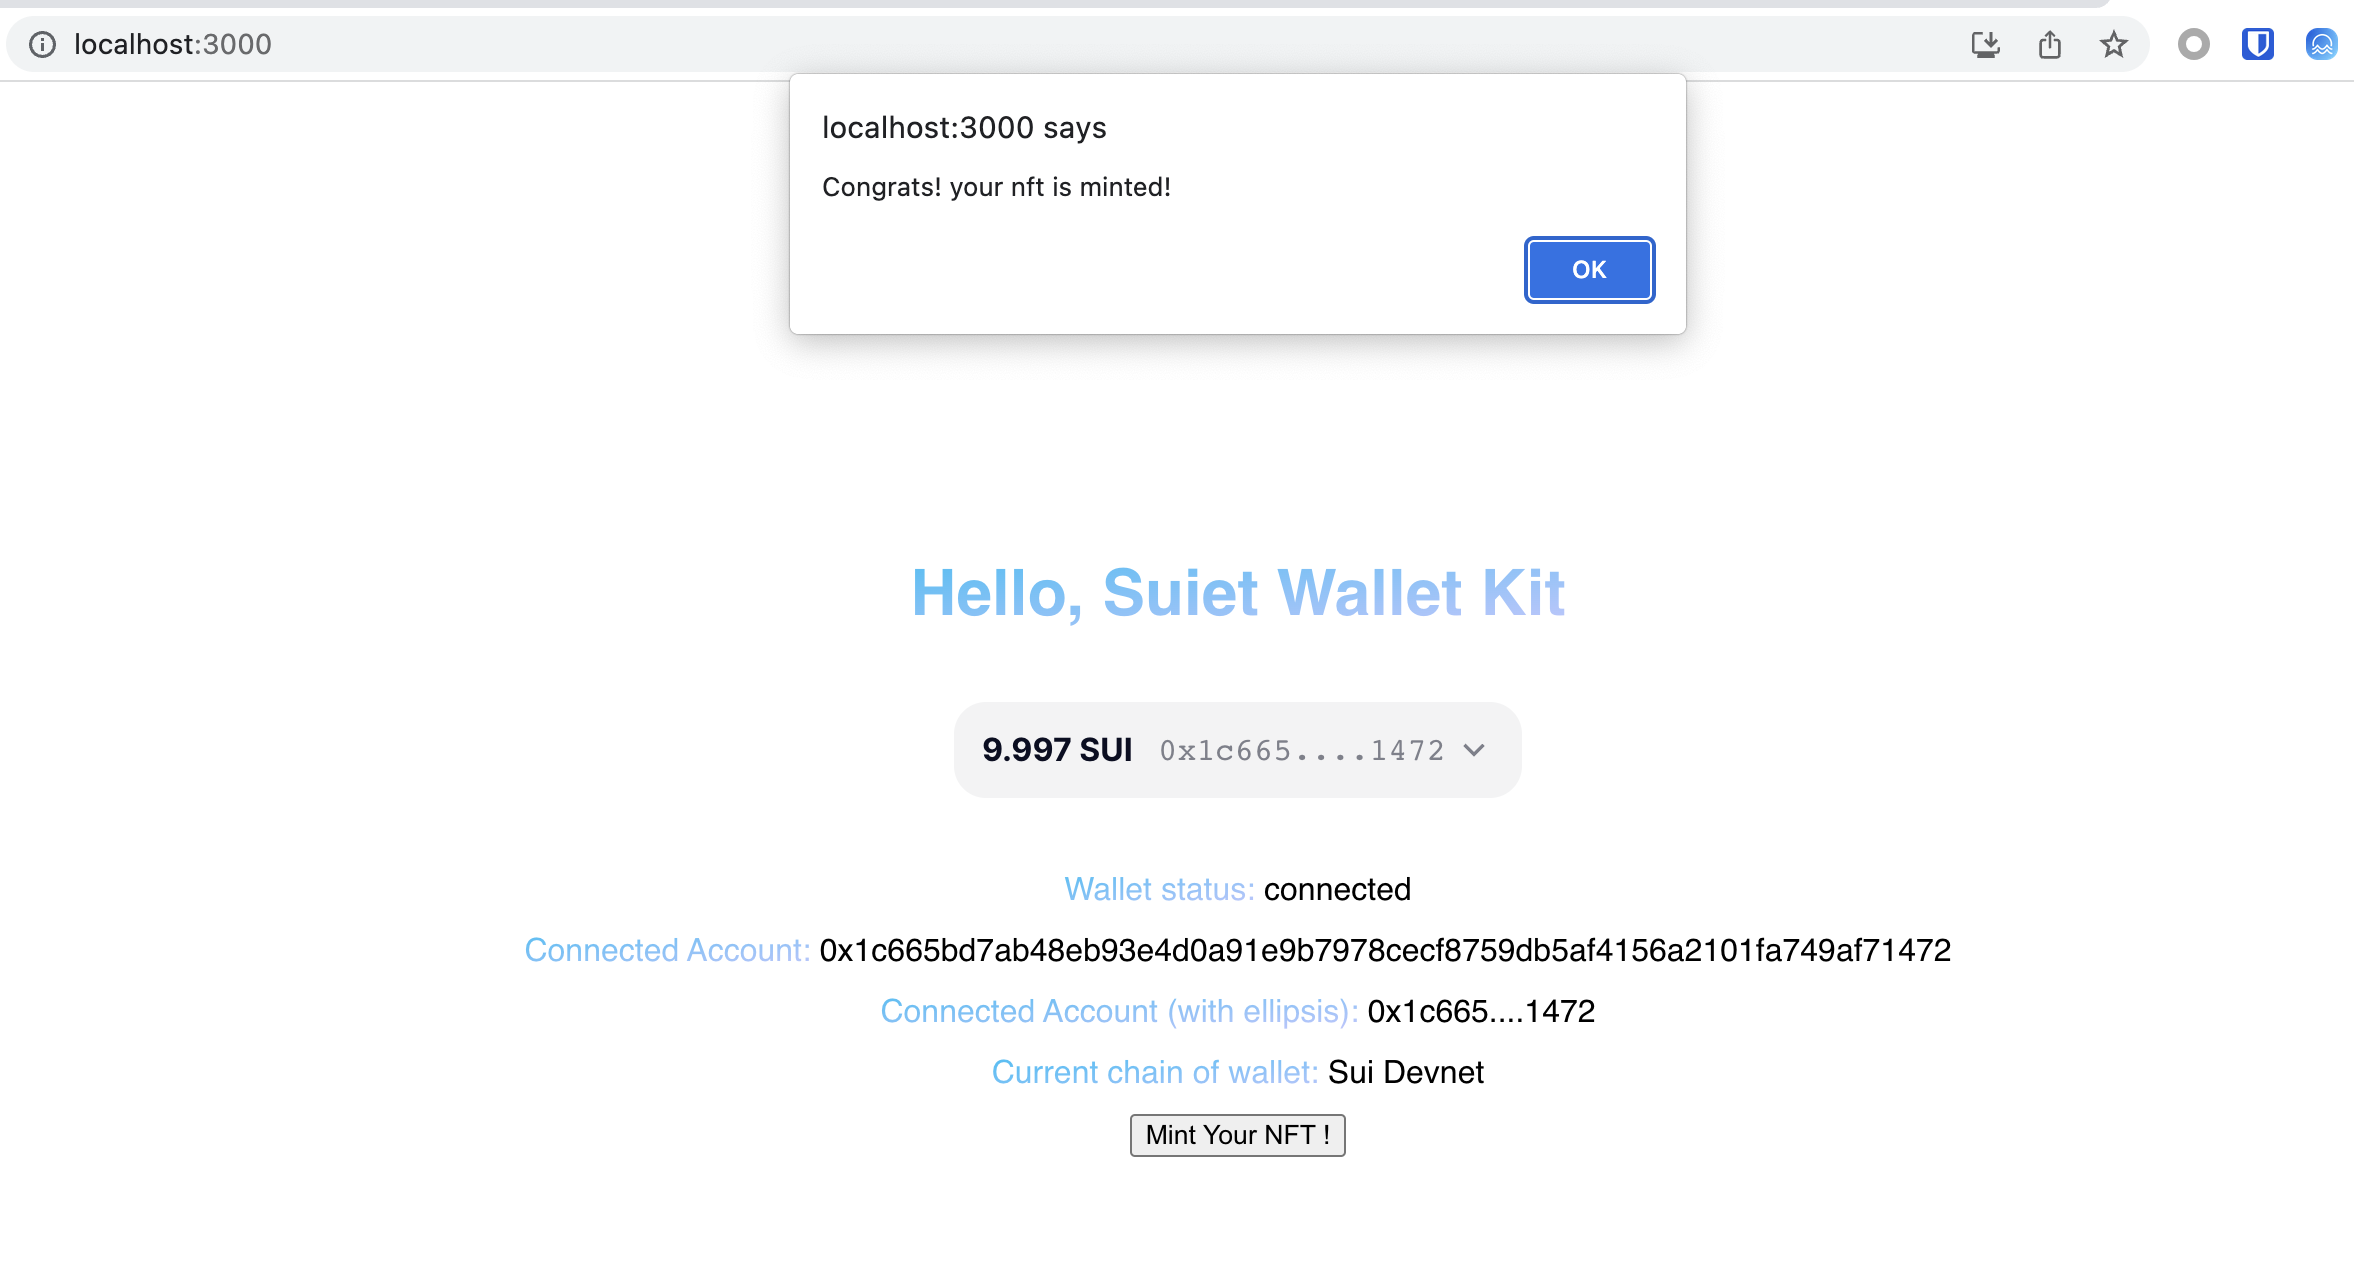 localhost:3000
localhost:3000 says
Congrats! your nft is minted!
OK
Hello, Suiet Wallet Kit
9.997 SUI 0x1c665....1472
Wallet status: connected
Connected Account: 0x1c665bd7ab48eb93e4d0a91e9b7978cecf8759db5af4156a2101fa749af71472
Connected Account (with ellipsis): 0x1c665....1472
Current chain of wallet: Sui Devnet
Mint Your NFT !